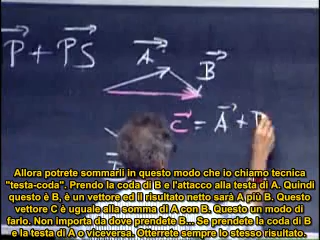 P⃗ + PS⃗
A⃗
B⃗
C⃗ = A⃗ +
Allora potrete sommarli in questo modo che io chiamo tecnica
"testa-coda". Prendo la coda di B e l'attacco alla testa di A. Quindi
questo è B, è un vettore ed il risultato netto sarà A più B. Questo
vettore C è uguale alla somma di A con B. Questo un modo di
farlo. Non importa da dove prendete B... Se prendete la coda di B
e la testa di A o viceversa. Otterrete sempre lo stesso risultato.